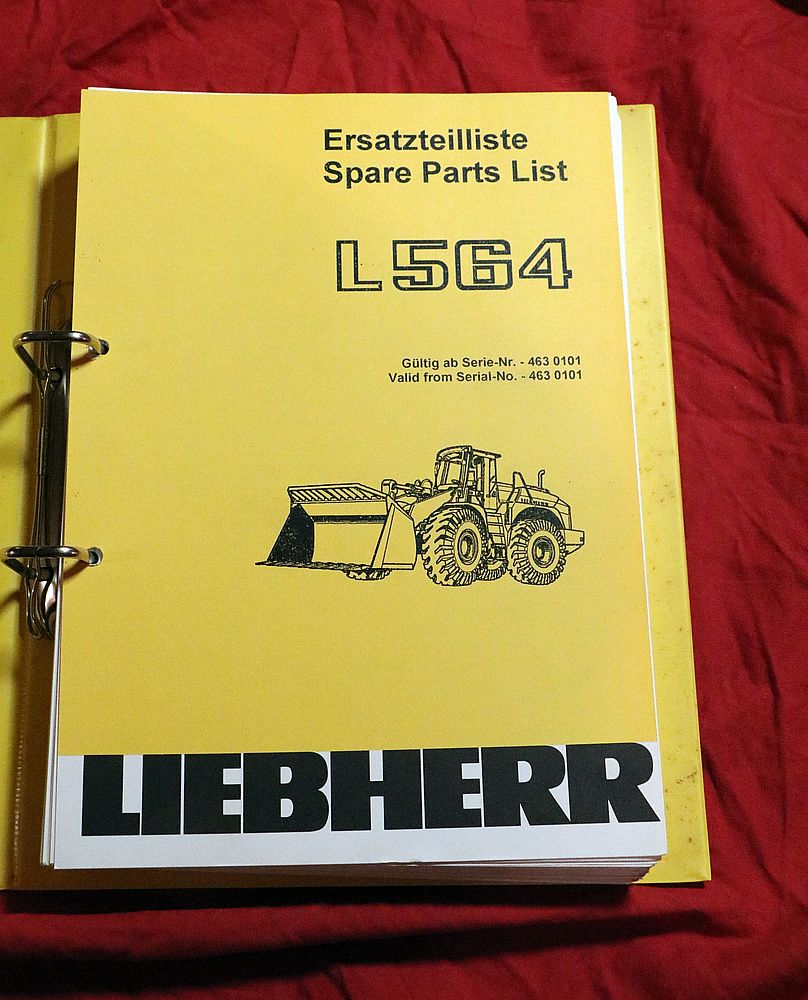 Ersatzteilliste
Spare Parts List
L564
Gültig ab Serie-Nr. - 463 0101
Valid from Serial-No. - 463 0101
LIEBHERR